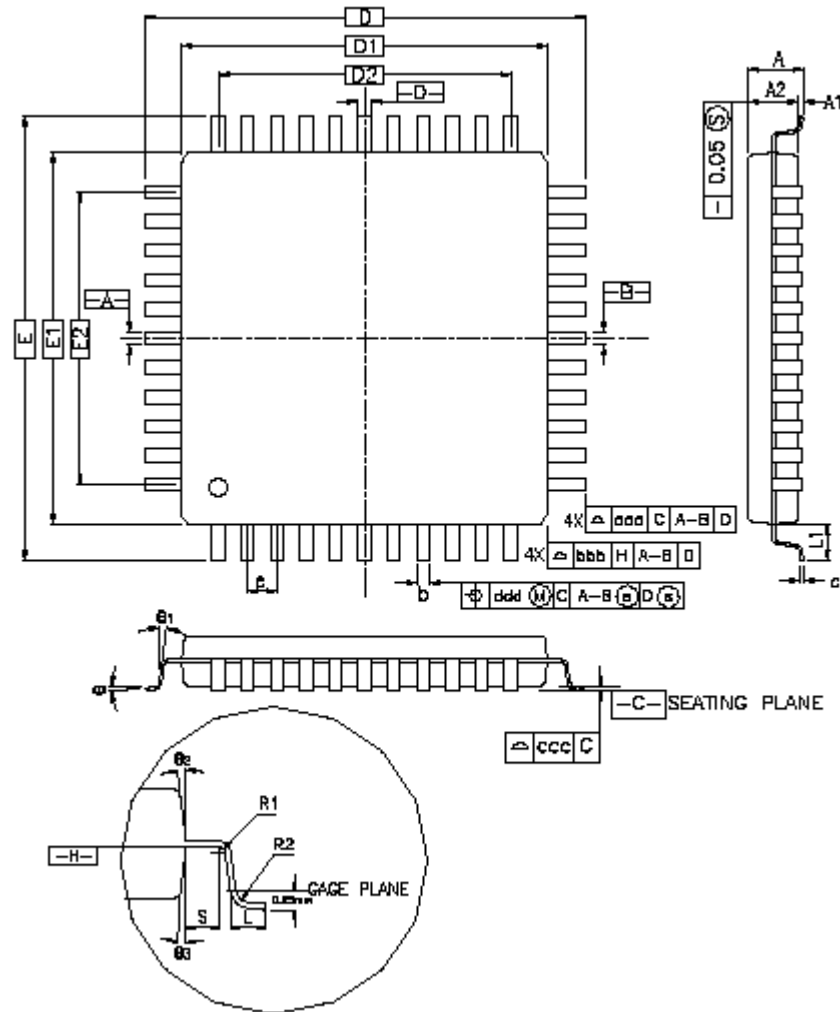 D
D1
D2
-D-
A
A2
A1
0.05 S
-A-
-B-
E
E1
E2
4X C A-B D
4X bbb H A-B D
e
b
ddd M C A-B S D S
L1
c
θ1
θ
-C- SEATING PLANE
ccc C
θ2
R1
R2
-H-
GAGE PLANE
S
L
θ3